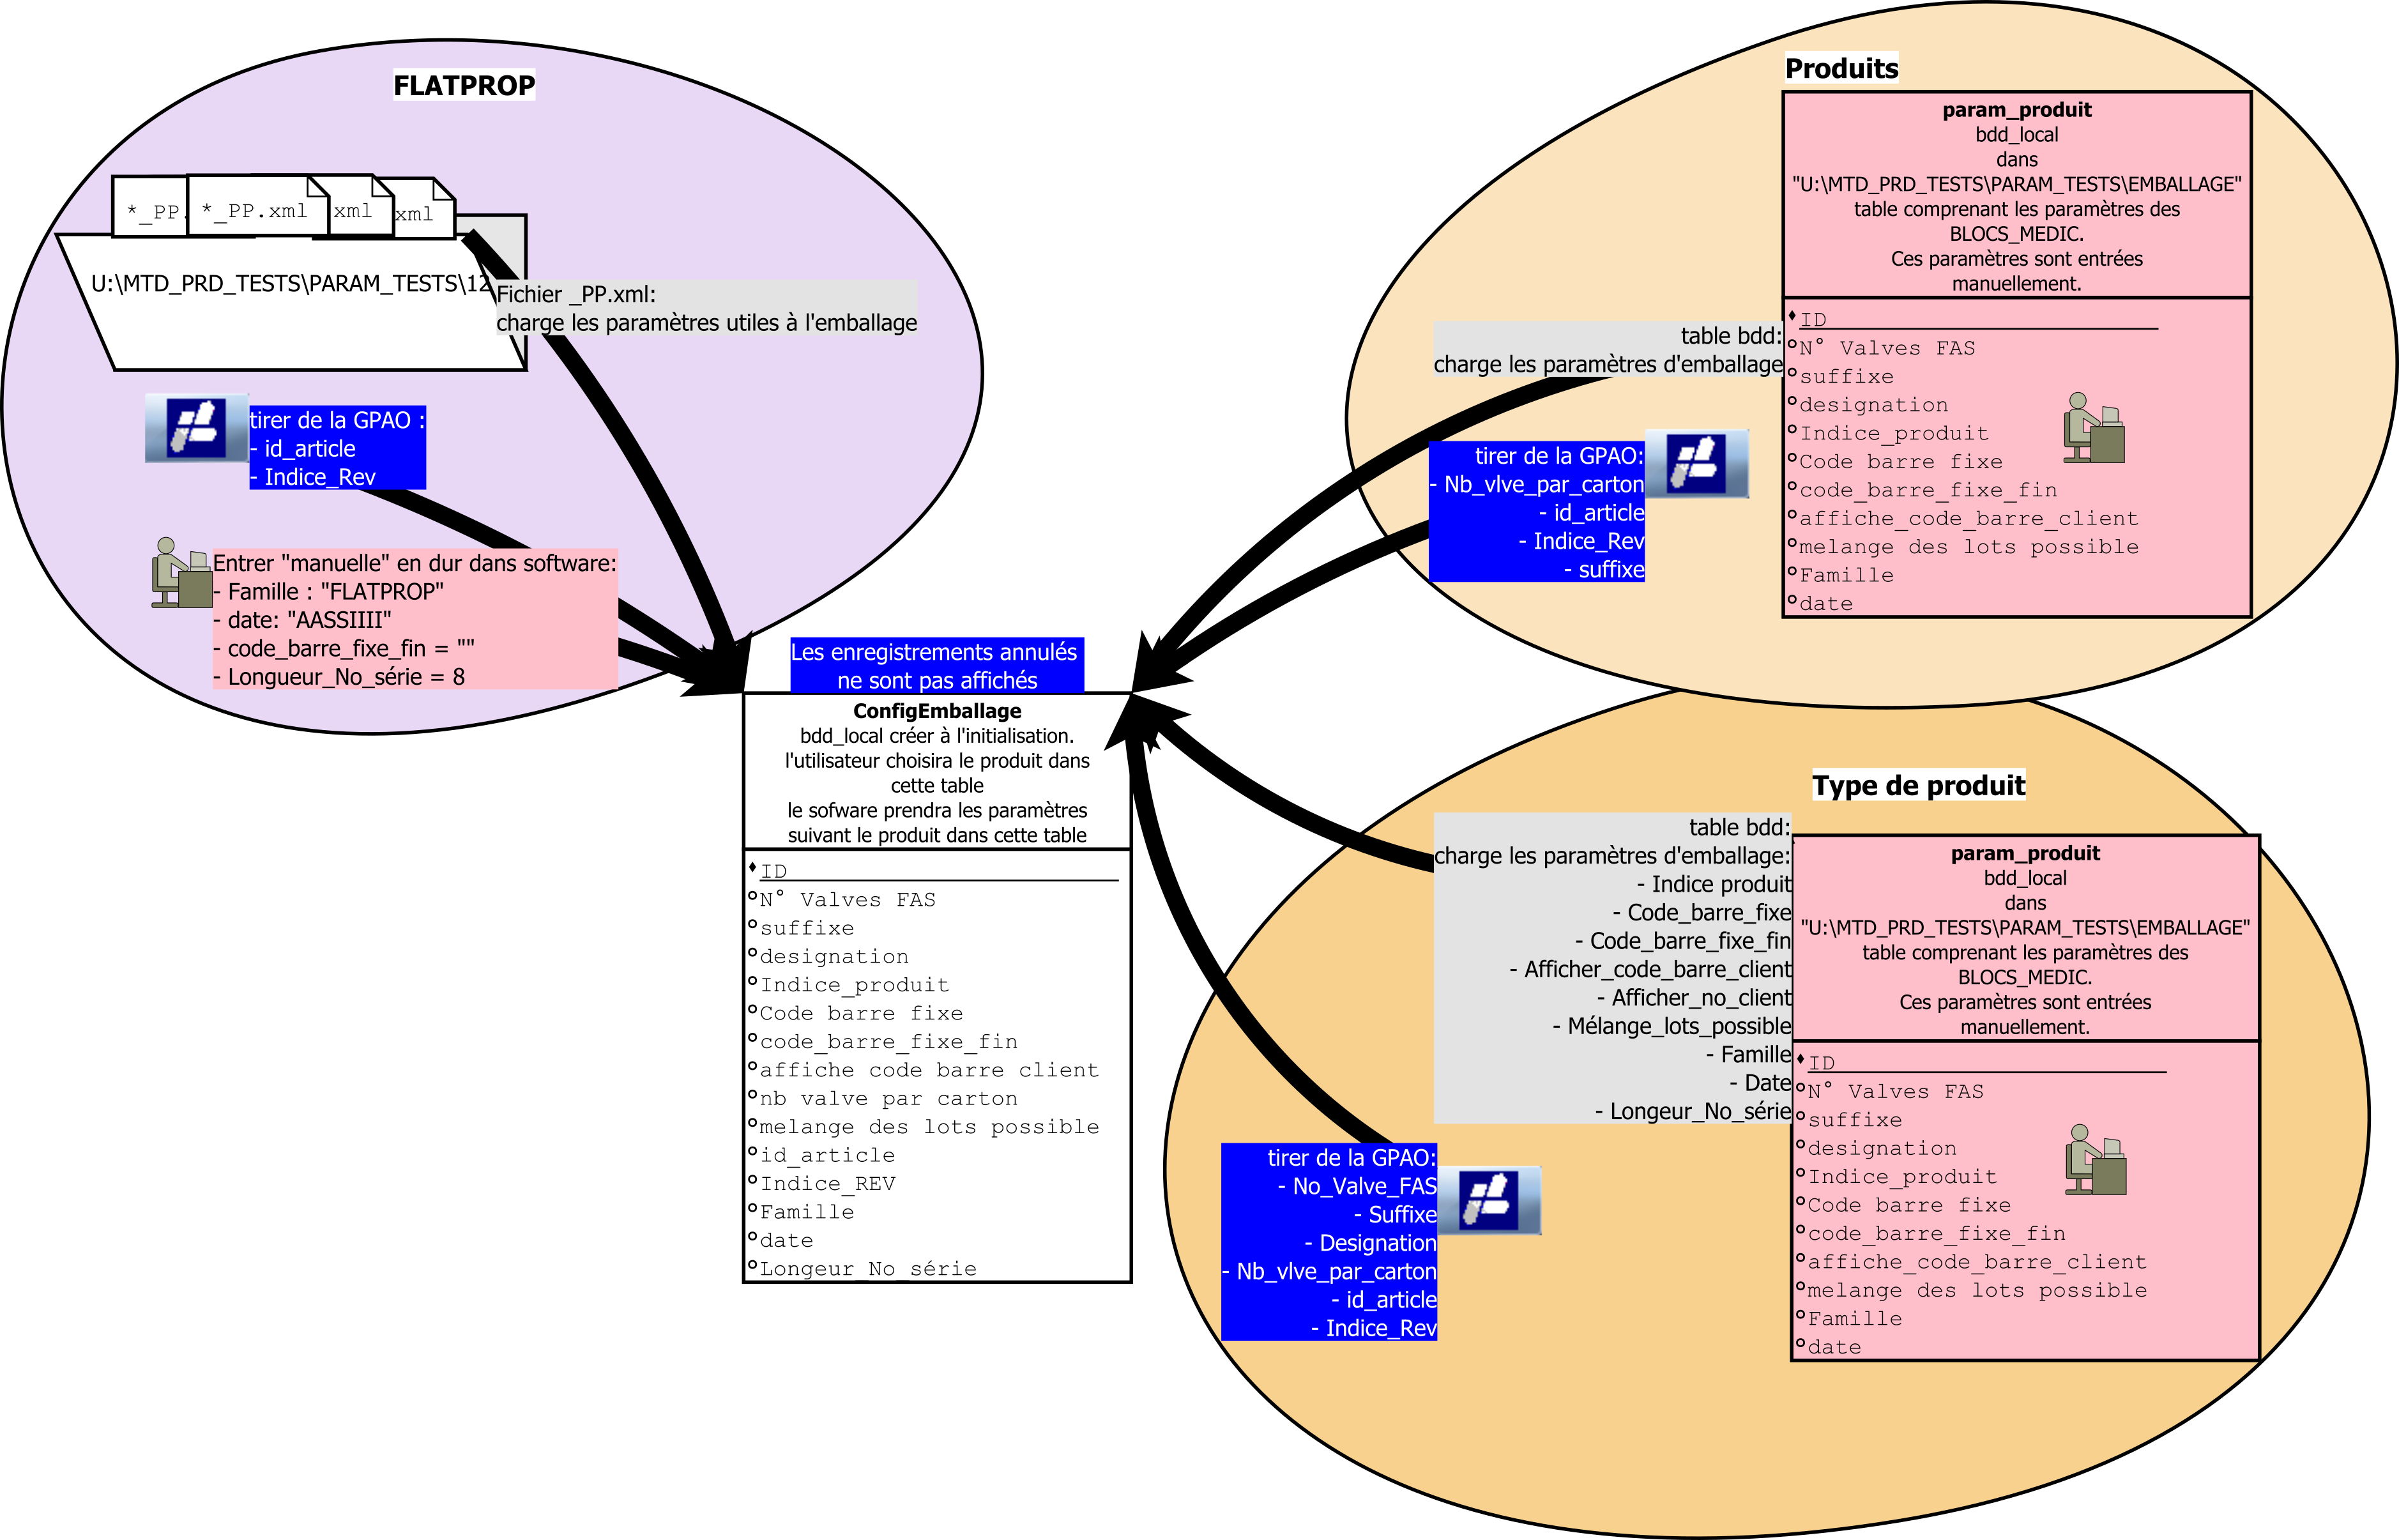 FLATPROP
*_PP.
*_PP.xml
xml
xml
U:\MTD_PRD_TESTS\PARAM_TESTS\12
Fichier _PP.xml:
charge les paramètres utiles à l'emballage
tirer de la GPAO :
- id_article
- Indice_Rev
Entrer "manuelle" en dur dans software:
- Famille : "FLATPROP"
- date: "AASSIIII"
- code_barre_fixe_fin = ""
- Longueur_No_série = 8
Les enregistrements annulés
ne sont pas affichés
ConfigEmballage
bdd_local créer à l'initialisation.
l'utilisateur choisira le produit dans
cette table
le sofware prendra les paramètres
suivant le produit dans cette table
ID
N° Valves FAS
suffixe
designation
Indice_produit
Code barre fixe
code_barre_fixe_fin
affiche code barre client
nb valve par carton
melange des lots possible
id_article
Indice_REV
Famille
date
Longeur No série
Produits
param_produit
bdd_local
dans
"U:\MTD_PRD_TESTS\PARAM_TESTS\EMBALLAGE"
table comprenant les paramètres des
BLOCS_MEDIC.
Ces paramètres sont entrées
manuellement.
ID
N° Valves FAS
suffixe
designation
Indice_produit
Code barre fixe
code_barre_fixe_fin
affiche_code_barre_client
melange des lots possible
Famille
date
table bdd:
charge les paramètres d'emballage
tirer de la GPAO:
- Nb_vlve_par_carton
- id_article
- Indice_Rev
- suffixe
Type de produit
table bdd:
charge les paramètres d'emballage:
- Indice produit
- Code_barre_fixe
- Code_barre_fixe_fin
- Afficher_code_barre_client
- Afficher_no_client
- Mélange_lots_possible
- Famille
- Date
- Longeur_No_série
param_produit
bdd_local
dans
"U:\MTD_PRD_TESTS\PARAM_TESTS\EMBALLAGE"
table comprenant les paramètres des
BLOCS_MEDIC.
Ces paramètres sont entrées
manuellement.
ID
N° Valves FAS
suffixe
designation
Indice_produit
Code barre fixe
code_barre_fixe_fin
affiche_code_barre_client
melange des lots possible
Famille
date
tirer de la GPAO:
- No_Valve_FAS
- Suffixe
- Designation
- Nb_vlve_par_carton
- id_article
- Indice_Rev